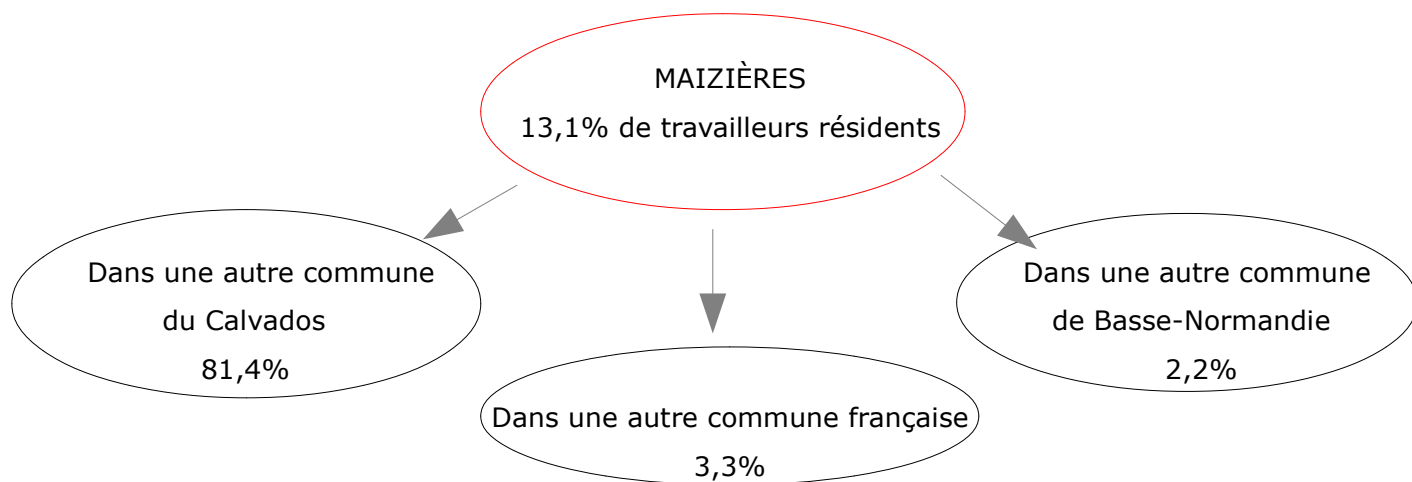 MAIZIÈRES
13,1% de travailleurs résidents
Dans une autre commune
du Calvados
81,4%
Dans une autre commune française
3,3%
Dans une autre commune
de Basse-Normandie
2,2%